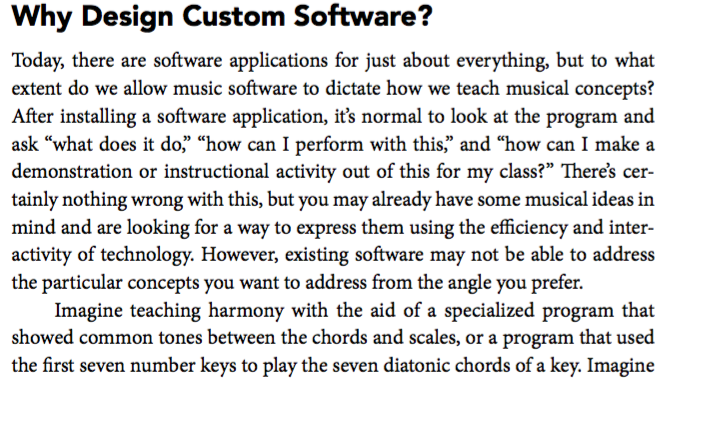 Why Design Custom Software?
Today, there are software applications for just about everything, but to what
extent do we allow music software to dictate how we teach musical concepts?
After installing a software application, it's normal to look at the program and
ask “what does it do,” “how can I perform with this,” and “how can I make a
demonstration or instructional activity out of this for my class?” There's cer-
tainly nothing wrong with this, but you may already have some musical ideas in
mind and are looking for a way to express them using the efficiency and inter-
activity of technology. However, existing software may not be able to address
the particular concepts you want to address from the angle you prefer.
Imagine teaching harmony with the aid of a specialized program that
showed common tones between the chords and scales, or a program that used
the first seven number keys to play the seven diatonic chords of a key. Imagine